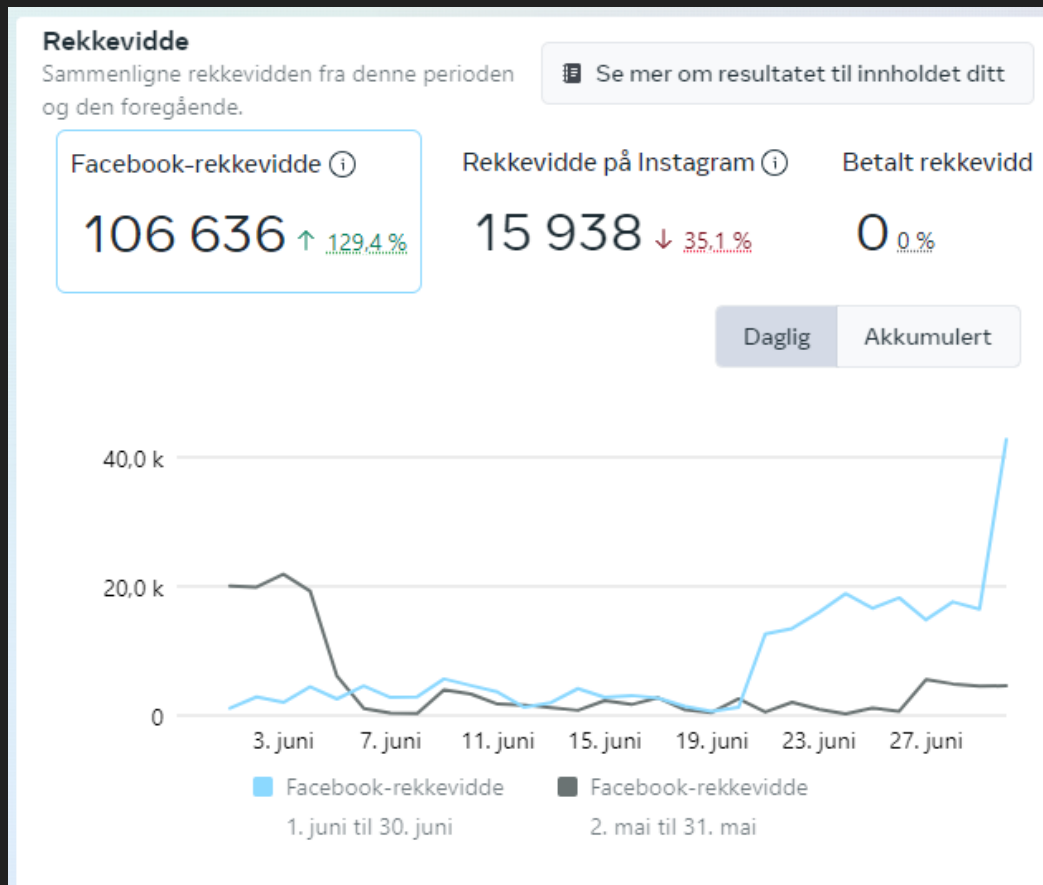 Rekkevidde
Sammenligne rekkevidden fra denne perioden
og den foregående.
Se mer om resultatet til innholdet ditt
Facebook-rekkevidde
106 636 ↑ 129,4 %
Rekkevidde på Instagram
15 938 ↓ 35,1 %
Betalt rekkevidd
0 0 %
Daglig
Akkumulert
40,0 k
20,0 k
0
3. juni 7. juni 11. juni 15. juni 19. juni 23. juni 27. juni
Facebook-rekkevidde
1. juni til 30. juni
Facebook-rekkevidde
2. mai til 31. mai